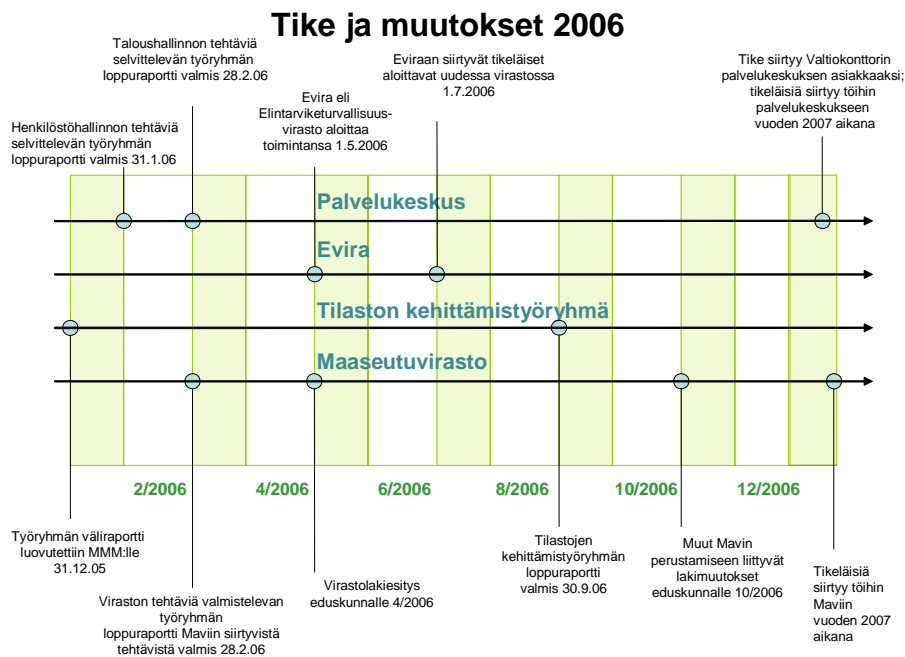 Tike ja muutokset 2006
Taloushallinnon tehtäviä
selvittelevän työryhmän
loppuraportti valmis 28.2.06
Eviraan siirtyvät tikeläiset
aloittavat uudessa virastossa
1.7.2006
Tike siirtyy Valtiokonttorin
palvelukeskuksen asiakkaaksi;
tikeläisiä siirtyy töihin
palvelukeskukseen
vuoden 2007 aikana
Evira eli
Elintarviketurvallisuus-
virasto aloittaa
toimintansa 1.5.2006
Henkilöstöhallinnon tehtäviä
selvittelevän työryhmän
loppuraportti valmis 31.1.06
Palvelukeskus
Evira
Tilaston kehittämistyöryhmä
Maaseutuvirasto
2/2006
4/2006
6/2006
8/2006
10/2006
12/2006
Työryhmän väliraportti
luovutettiin MMM:lle
31.12.05
Viraston tehtäviä valmistelevan
työryhmän
loppuraportti Maviin siirtyvistä
tehtävistä valmis 28.2.06
Virastolakiesitys
eduskunnalle 4/2006
Tilastojen
kehittämistyöryhmän
loppuraportti
valmis 30.9.06
Muut Mavin
perustamiseen liittyvät
lakimuutokset
eduskunnalle 10/2006
Tikeläisiä
siirtyy töihin
Maviin
vuoden 2007
aikana